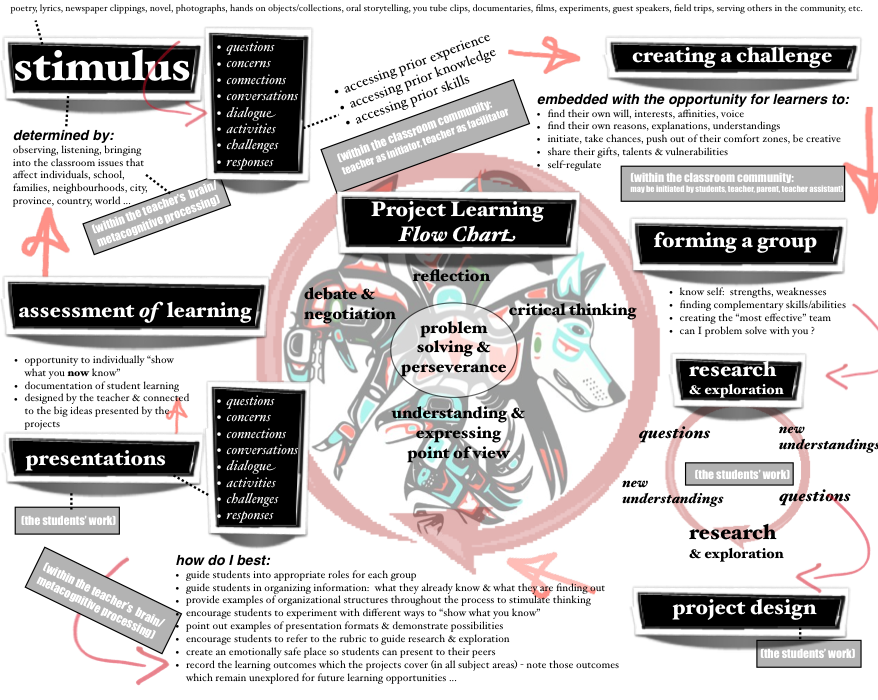 poetry, lyrics, newspaper clippings, novel, photographs, hands on objects/collections, oral storytelling, you tube clips, documentaries, films, experiments, guest speakers, field trips, serving others in the community, etc.
stimulus
• questions
• concerns
• connections
• conversations
• dialogue
• activities
• challenges
• responses
• accessing prior experience
• accessing prior knowledge
• accessing prior skills
(within the classroom community:
teacher as initiator, teacher as facilitator
creating a challenge
embedded with the opportunity for learners to:
• find their own will, interests, affinities, voice
• find their own reasons, explanations, understandings
• initiate, take chances, push out of their comfort zones, be creative
• share their gifts, talents & vulnerabilities
• self-regulate
(within the classroom community:
may be initiated by students, teacher, parent, teacher assistant)
determined by:
observing, listening, bringing
into the classroom issues that
affect individuals, school,
families, neighbourhoods, city,
province, country, world ...
(within the teacher's brain/
metacognitive processing)
Project Learning
Flow Chart
reflection
debate &
negotiation
critical thinking
problem
solving &
perseverance
understanding &
expressing
point of view
forming a group
• know self: strengths, weaknesses
• finding complementary skills/abilities
• creating the "most effective" team
• can I problem solve with you ?
research
& exploration
questions
new
understandings
(the students' work)
new
understandings
questions
research
& exploration
project design
(the students' work)
assessment of learning
• opportunity to individually "show
what you now know"
• documentation of student learning
• designed by the teacher & connected
to the big ideas presented by the
projects
presentations
(the students' work)
• questions
• concerns
• connections
• conversations
• dialogue
• activities
• challenges
• responses
(within the teacher's brain/
metacognitive processing)
how do I best:
• guide students into appropriate roles for each group
• guide students in organizing information: what they already know & what they are finding out
• provide examples of organizational structures throughout the process to stimulate thinking
• encourage students to experiment with different ways to "show what you know"
• point out examples of presentation formats & demonstrate possibilities
• encourage students to refer to the rubric to guide research & exploration
• create an emotionally safe place so students can present to their peers
• record the learning outcomes which the projects cover (in all subject areas) - note those outcomes
which remain unexplored for future learning opportunities ...